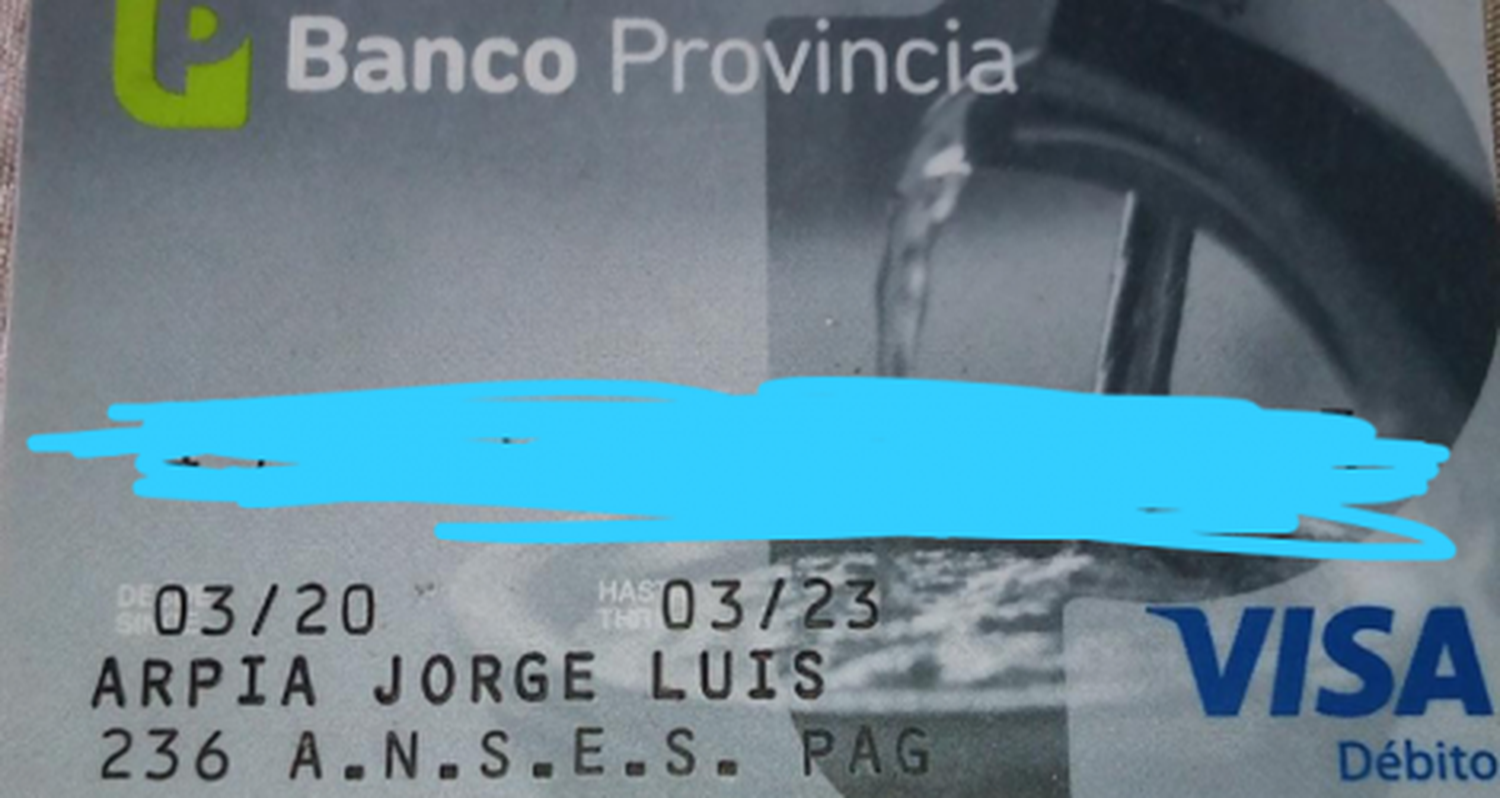 Banco Provincia
03/20 03/23
ARPIA JORGE LUIS
236 A.N.S.E.S. PAG
VISA
Débito